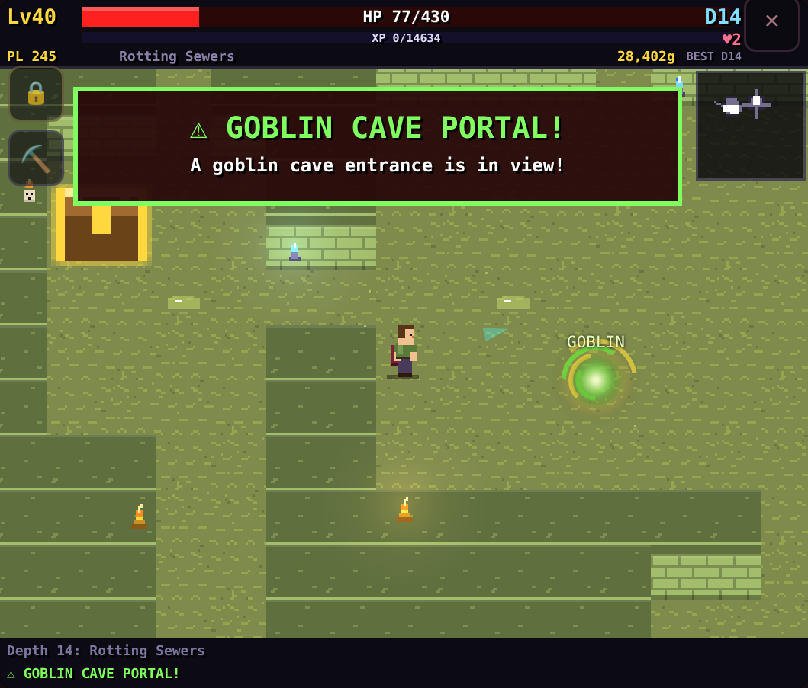 Lv40
HP 77/430
D14
×
XP 0/14634
♥2
PL 245
Rotting Sewers
28,402g
BEST D14
⚠ GOBLIN CAVE PORTAL!
A goblin cave entrance is in view!
GOBLIN
Depth 14: Rotting Sewers
⚠ GOBLIN CAVE PORTAL!